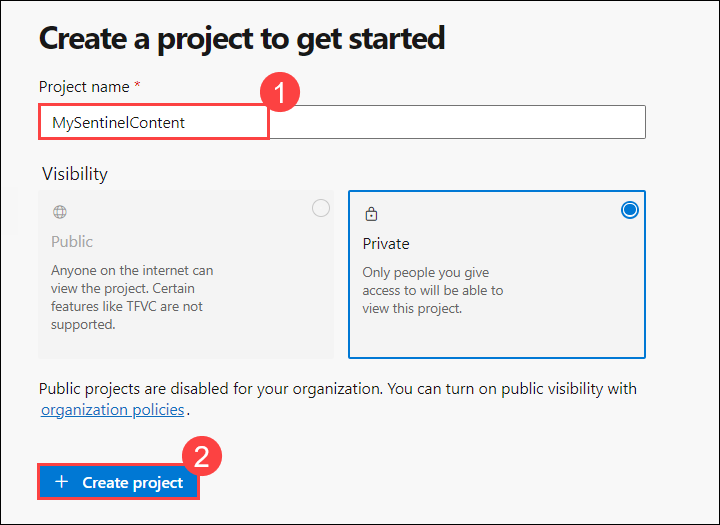 Create a project to get started
Project name *
1
MySentinelContent
Visibility
Public
Anyone on the internet can
view the project. Certain
features like TFVC are not
supported.
Private
Only people you give
access to will be able to
view this project.
Public projects are disabled for your organization. You can turn on public visibility with
organization policies.
2
+ Create project